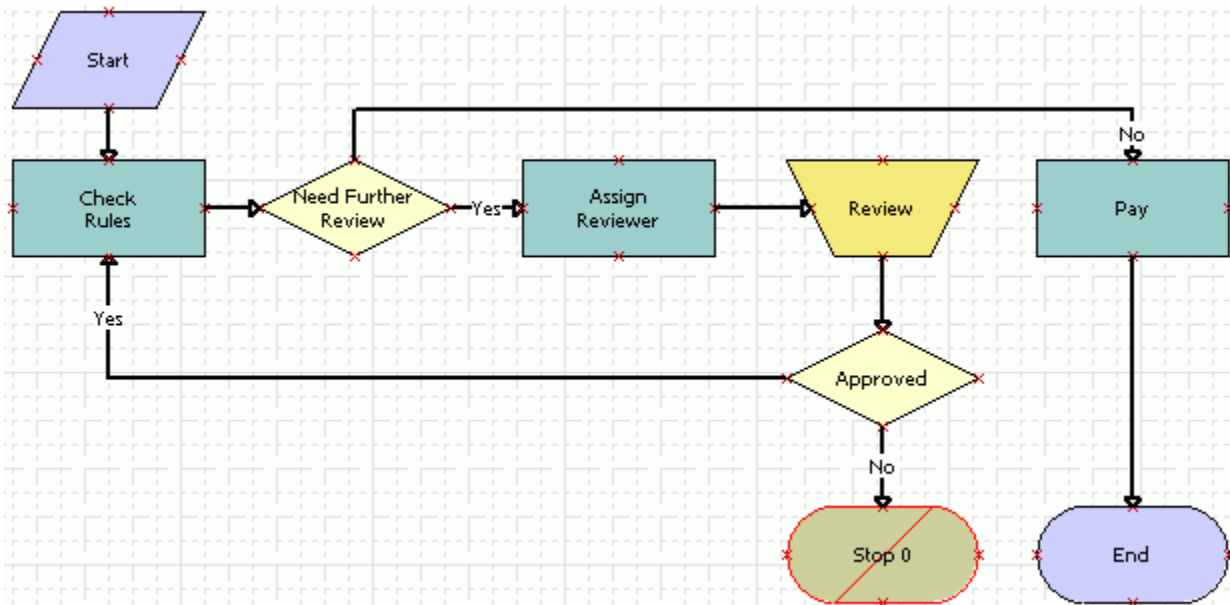 Start
No
Check
Rules
Need Further
Review
Yes
Assign
Reviewer
Review
Pay
Yes
Approved
No
Stop 0
End